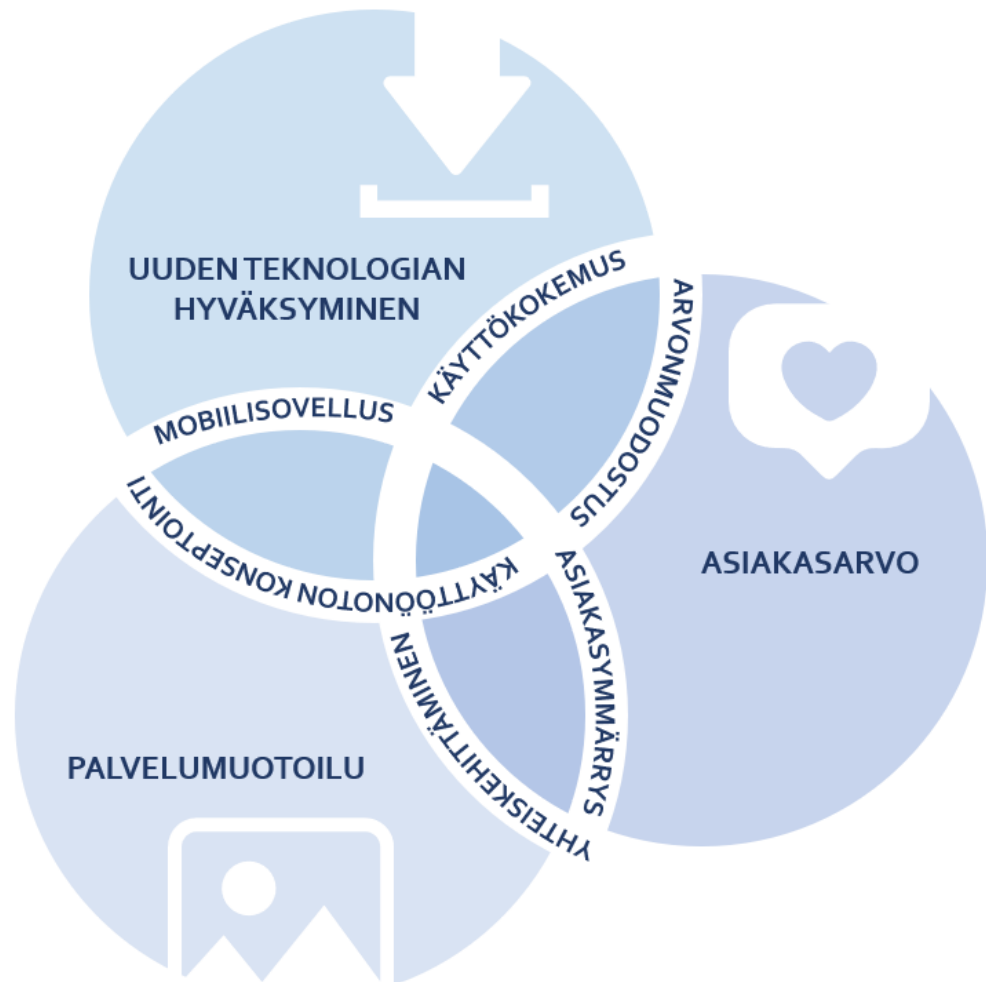 UUDEN TEKNOLOGIAN
HYVÄKSYMINEN
KÄYTTÖKOKEMUS
ARVONMUODOSTUS
MOBIILISOVELLUS
KÄYTTÖÖNOTON KONSEPTOINTI
ASIAKASYMMÄRRYS
ASIAKASARVO
YHTEISKEHITTÄMINEN
PALVELUMUOTOILU